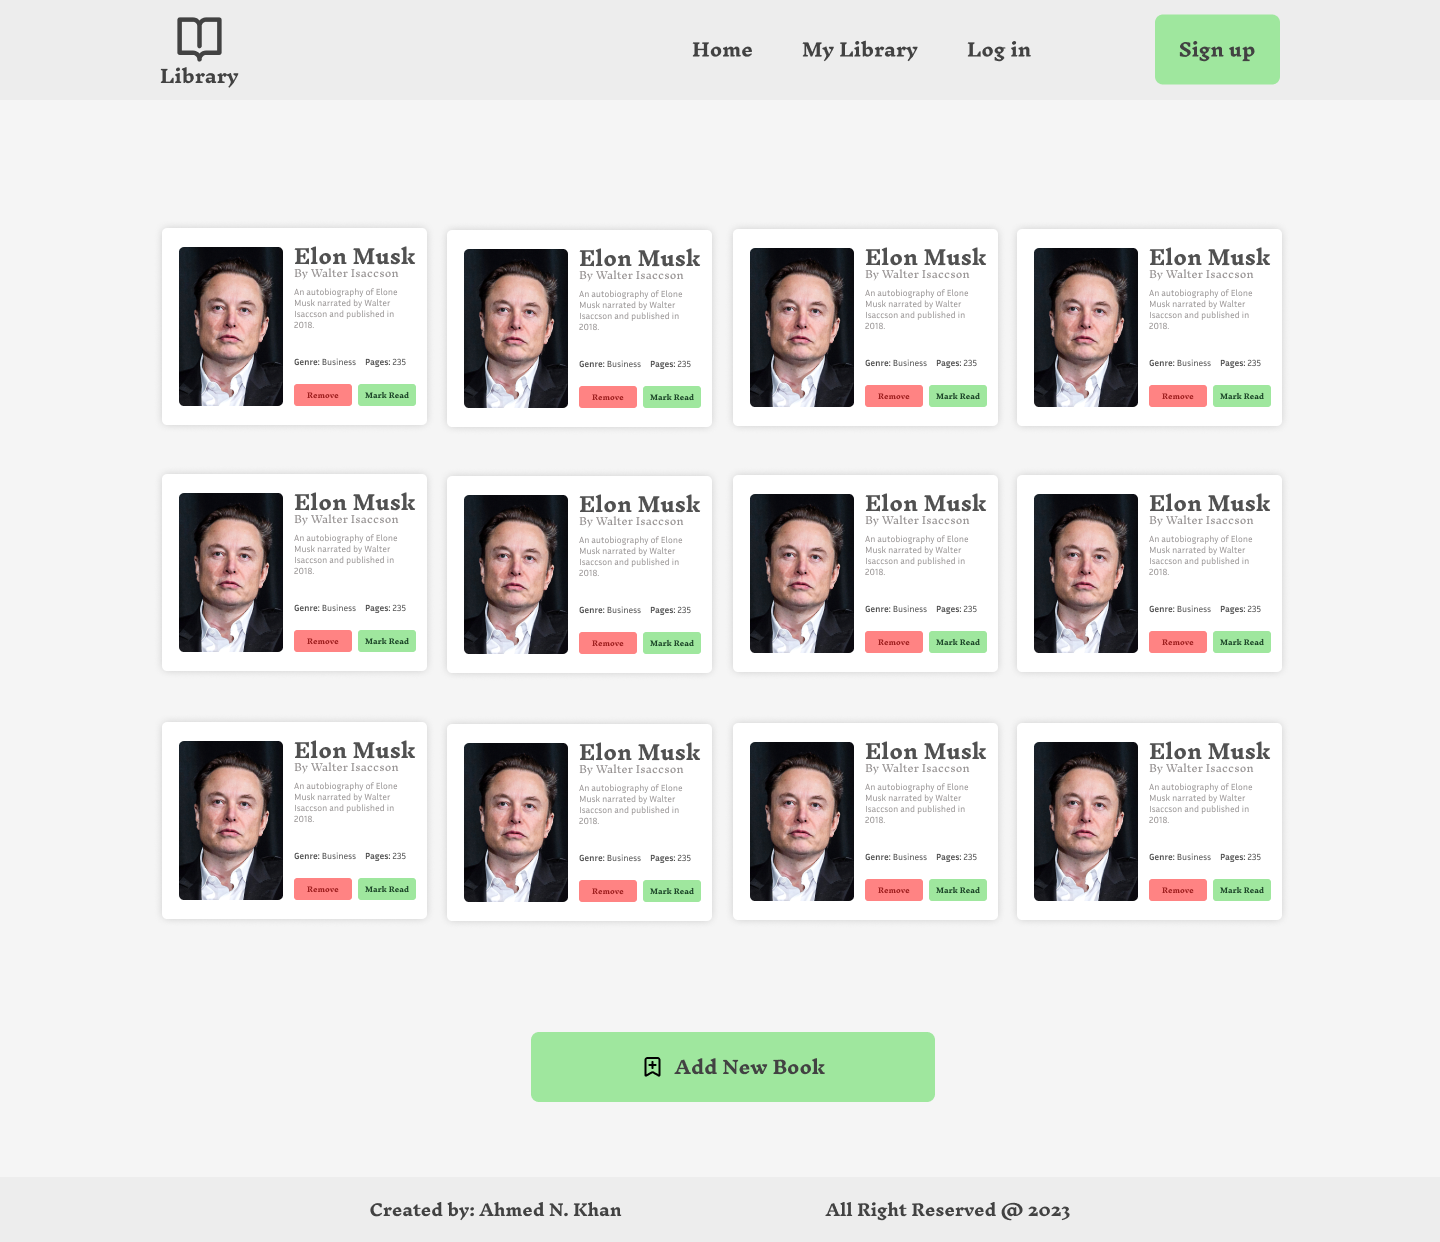 Library
Home
My Library
Log in
Sign up
Elon Musk
By Walter Isaccson
An autobiography of Elone
Musk narrated by Walter
Isaccson and published in
2018.
Genre: Business Pages: 235
Remove
Mark Read
Elon Musk
By Walter Isaccson
An autobiography of Elone
Musk narrated by Walter
Isaccson and published in
2018.
Genre: Business Pages: 235
Remove
Mark Read
Elon Musk
By Walter Isaccson
An autobiography of Elone
Musk narrated by Walter
Isaccson and published in
2018.
Genre: Business Pages: 235
Remove
Mark Read
Elon Musk
By Walter Isaccson
An autobiography of Elone
Musk narrated by Walter
Isaccson and published in
2018.
Genre: Business Pages: 235
Remove
Mark Read
Elon Musk
By Walter Isaccson
An autobiography of Elone
Musk narrated by Walter
Isaccson and published in
2018.
Genre: Business Pages: 235
Remove
Mark Read
Elon Musk
By Walter Isaccson
An autobiography of Elone
Musk narrated by Walter
Isaccson and published in
2018.
Genre: Business Pages: 235
Remove
Mark Read
Elon Musk
By Walter Isaccson
An autobiography of Elone
Musk narrated by Walter
Isaccson and published in
2018.
Genre: Business Pages: 235
Remove
Mark Read
Elon Musk
By Walter Isaccson
An autobiography of Elone
Musk narrated by Walter
Isaccson and published in
2018.
Genre: Business Pages: 235
Remove
Mark Read
Elon Musk
By Walter Isaccson
An autobiography of Elone
Musk narrated by Walter
Isaccson and published in
2018.
Genre: Business Pages: 235
Remove
Mark Read
Elon Musk
By Walter Isaccson
An autobiography of Elone
Musk narrated by Walter
Isaccson and published in
2018.
Genre: Business Pages: 235
Remove
Mark Read
Elon Musk
By Walter Isaccson
An autobiography of Elone
Musk narrated by Walter
Isaccson and published in
2018.
Genre: Business Pages: 235
Remove
Mark Read
Elon Musk
By Walter Isaccson
An autobiography of Elone
Musk narrated by Walter
Isaccson and published in
2018.
Genre: Business Pages: 235
Remove
Mark Read
Add New Book
Created by: Ahmed N. Khan
All Right Reserved @ 2023